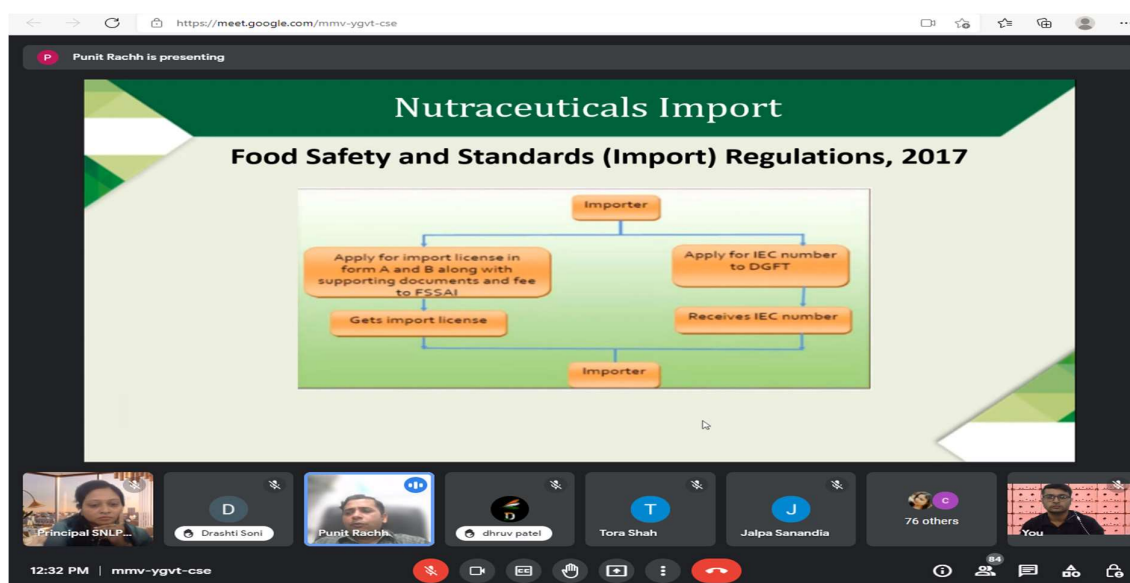 https://meet.google.com/mmv-ygvt-cse
P
Punit Rachh is presenting
Nutraceuticals Import
Food Safety and Standards (Import) Regulations, 2017
Importer
Apply for import license in
form A and B along with
supporting documents and fee
to FSSAI
Apply for IEC number
to DGFT
Gets import license
Receives IEC number
Importer
D
D
T
J
C
Principal SNLP...
Drashti Soni
Punit Rachh
dhruv patel
Tora Shah
Jalpa Sanandia
76 others
You
12:32 PM | mmv-ygvt-cse
CC
84